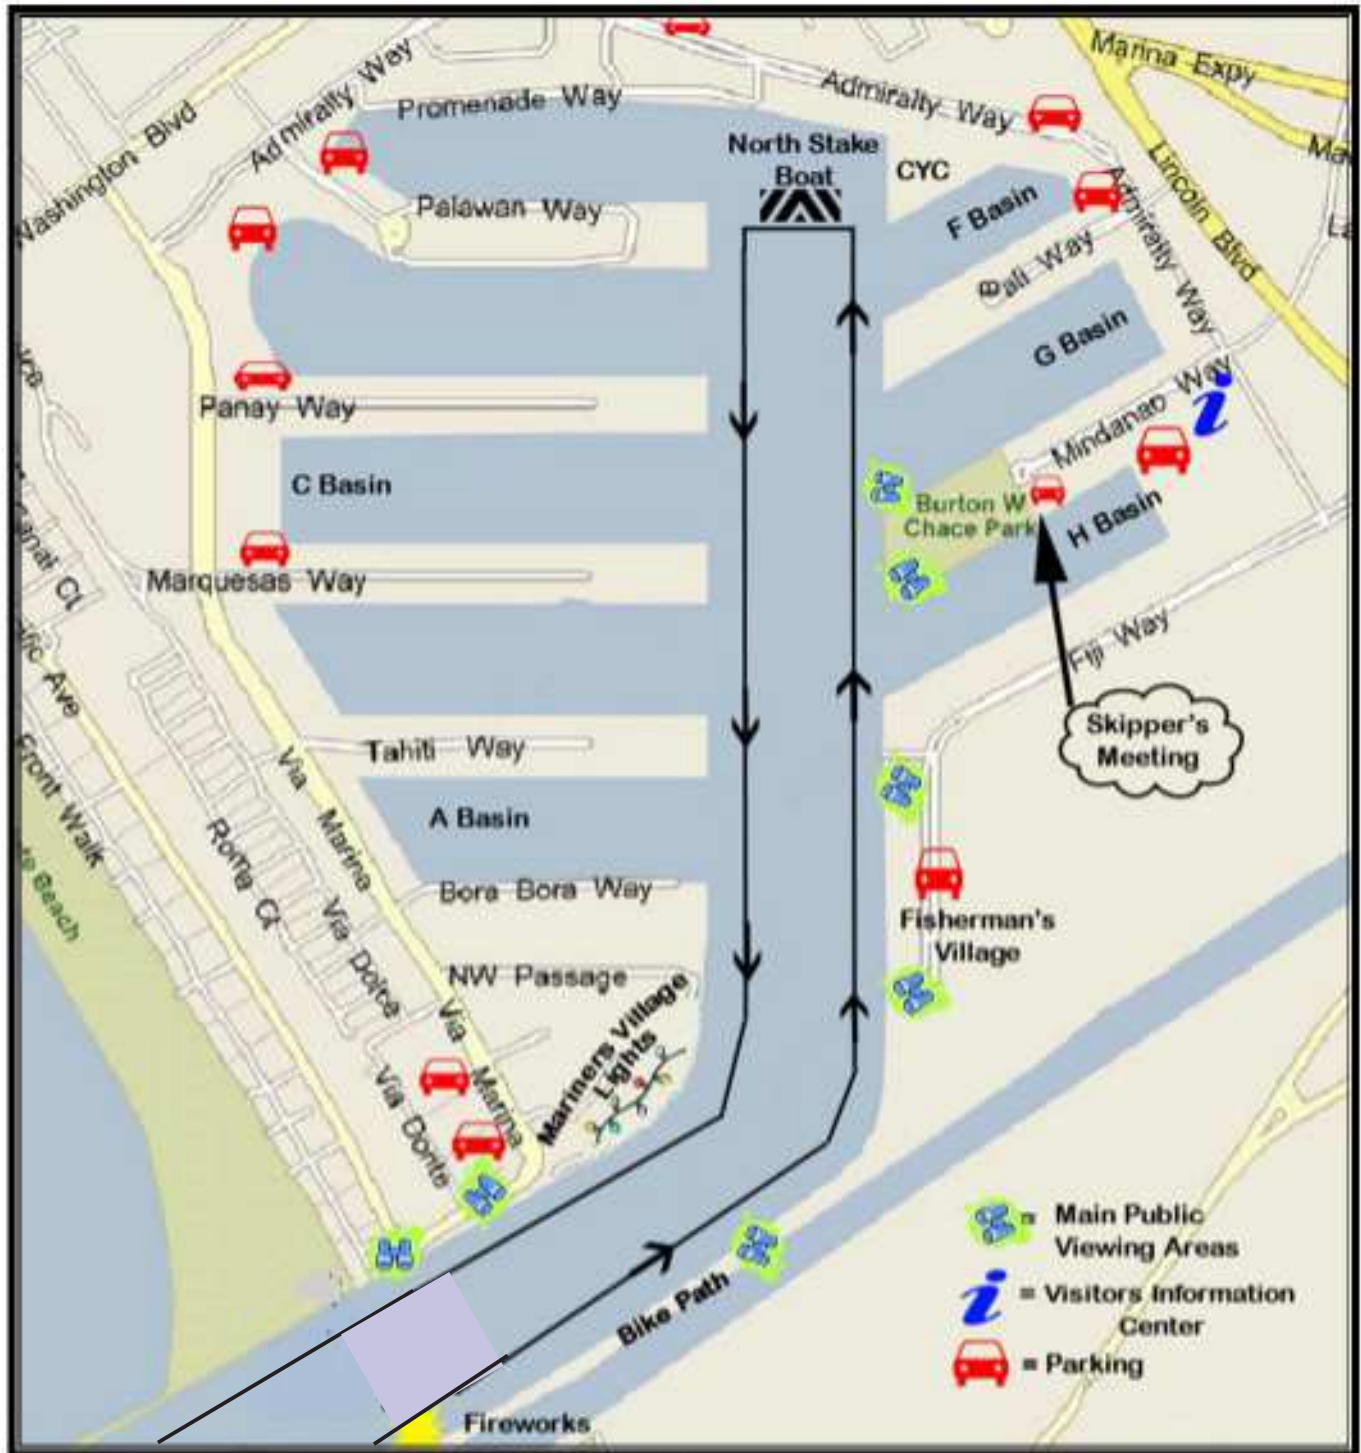 Marina Expy
Admiralty Way
Admiralty Way
Promenade Way
Washington Blvd
North Stake
Boat
CYC
Lincoln Blvd
Palawan Way
F Basin
Admiralty Way
Bali Way
G Basin
Panay Way
Mindanao Way
C Basin
Burton W
Chace Park
H Basin
Marquesas Way
Fiji Way
Skipper's
Meeting
Tahiti Way
Via Marina
Front Walk
A Basin
Roma Ct
Bora Bora Way
Via Dolce
Fisherman's
Village
NW Passage
Mariners Village
Lights
Via Marina
Via Donte
Main Public
Viewing Areas
= Visitors Information
Center
Bike Path
= Parking
Fireworks